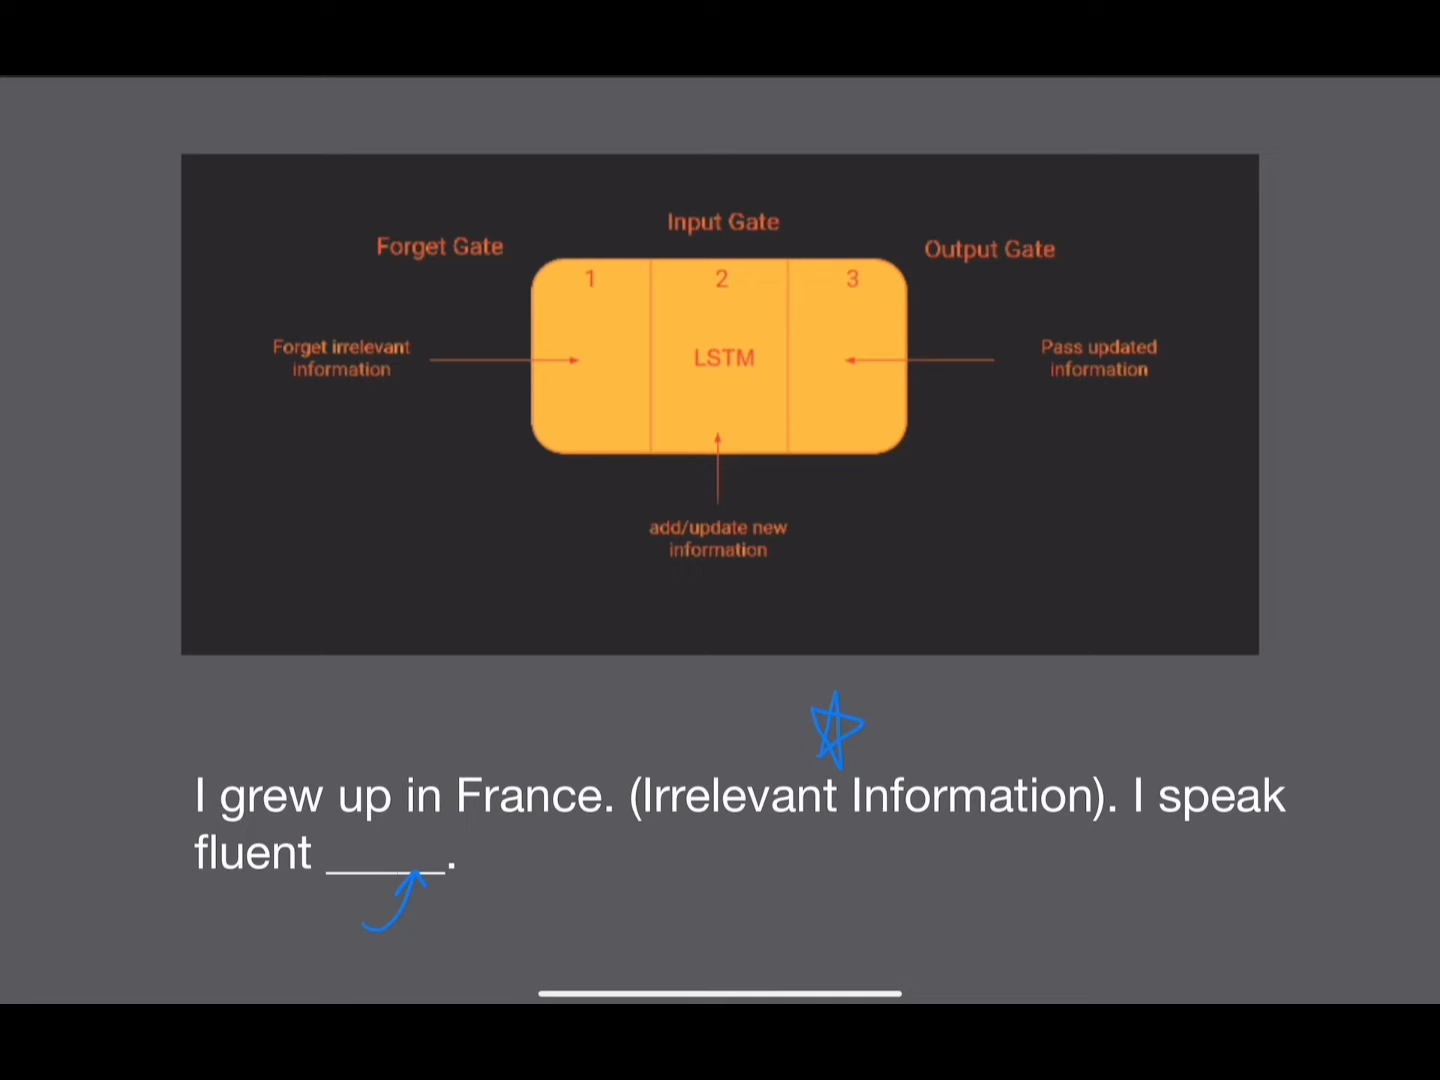 Input Gate
Forget Gate
Output Gate
1
2
3
Forget irrelevant
information
LSTM
Pass updated
information
add/update new
information
I grew up in France. (Irrelevant Information). I speak
fluent _____.